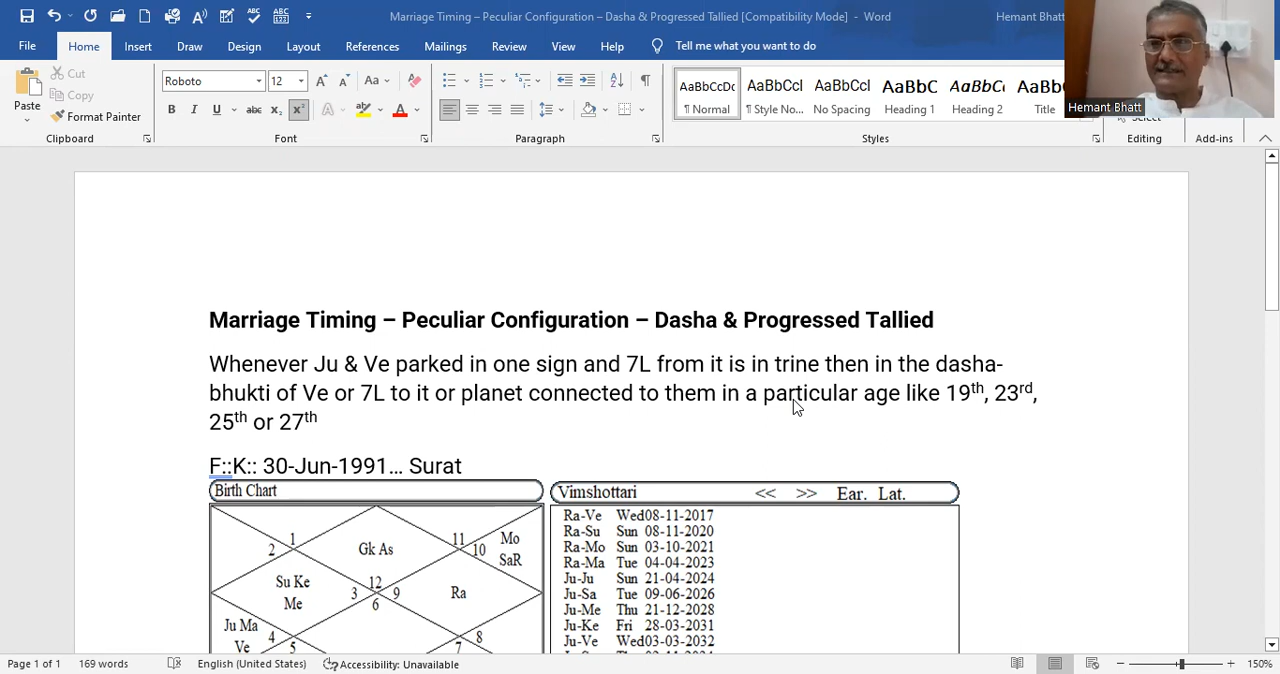 Marriage Timing – Peculiar Configuration – Dasha & Progressed Tallied [Compatibility Mode] - Word
Hemant Bhatt
File Home Insert Draw Design Layout References Mailings Review View Help Tell me what you want to do
Cut
Copy
Paste
Format Painter
Roboto 12
AaBbCcDc AaBbCcl AaBbCcl AaBbC AaBbCc AaBb
¶ Normal ¶ Style No... No Spacing Heading 1 Heading 2 Title
Hemant Bhatt
Clipboard Font Paragraph Styles Editing Add-ins
Marriage Timing – Peculiar Configuration – Dasha & Progressed Tallied
Whenever Ju & Ve parked in one sign and 7L from it is in trine then in the dasha-
bhukti of Ve or 7L to it or planet connected to them in a particular age like 19th, 23rd,
25th or 27th
F::K:: 30-Jun-1991… Surat
Birth Chart
Vimshottari << >> Ear. Lat.
Gk As
1
2
11
10
Mo
SaR
Su Ke
Me
3
12
6
9
Ra
Ju Ma
Ve
4
5
7
8
Ra-Ve Wed08-11-2017
Ra-Su Sun 08-11-2020
Ra-Mo Sun 03-10-2021
Ra-Ma Tue 04-04-2023
Ju-Ju Sun 21-04-2024
Ju-Sa Tue 09-06-2026
Ju-Me Thu 21-12-2028
Ju-Ke Fri 28-03-2031
Ju-Ve Wed03-03-2032
Page 1 of 1 169 words English (United States) Accessibility: Unavailable 150%